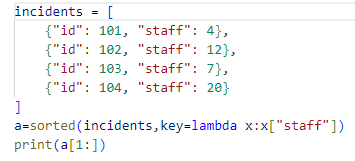 incidents = [
    {"id": 101, "staff": 4},
    {"id": 102, "staff": 12},
    {"id": 103, "staff": 7},
    {"id": 104, "staff": 20}
]
a=sorted(incidents,key=lambda x:x["staff"])
print(a[1:])